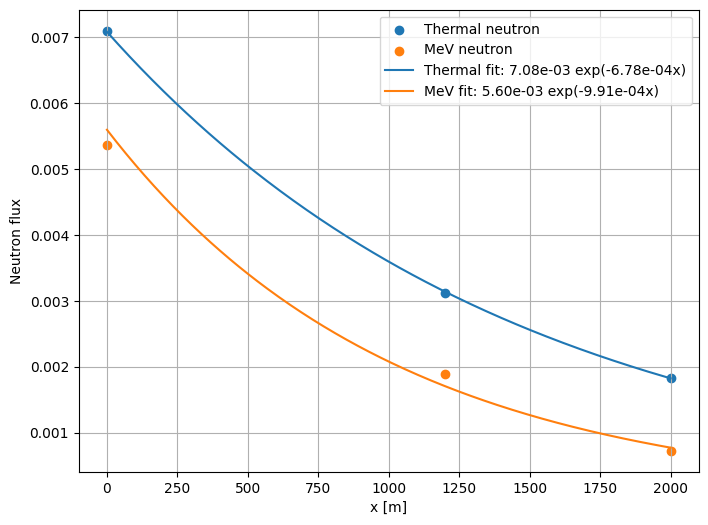 Thermal neutron
MeV neutron
Thermal fit: 7.08e-03 exp(-6.78e-04x)
MeV fit: 5.60e-03 exp(-9.91e-04x)
0.007
0.006
0.005
0.004
0.003
0.002
0.001
Neutron flux
0 250 500 750 1000 1250 1500 1750 2000
x [m]